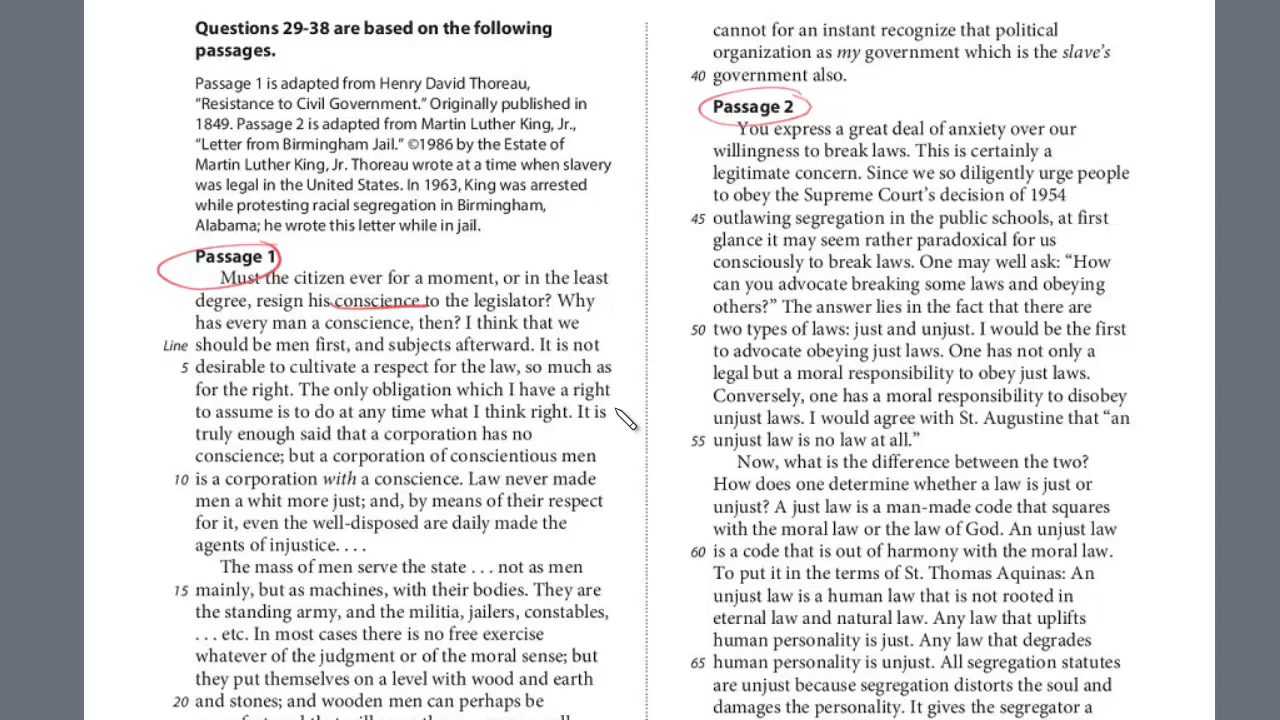 Questions 29-38 are based on the following
passages.
Passage 1 is adapted from Henry David Thoreau,
“Resistance to Civil Government.” Originally published in
1849. Passage 2 is adapted from Martin Luther King, Jr.,
“Letter from Birmingham Jail.” ©1986 by the Estate of
Martin Luther King, Jr. Thoreau wrote at a time when slavery
was legal in the United States. In 1963, King was arrested
while protesting racial segregation in Birmingham,
Alabama; he wrote this letter while in jail.
Passage 1
Must the citizen ever for a moment, or in the least
degree, resign his conscience to the legislator? Why
has every man a conscience, then? I think that we
Line should be men first, and subjects afterward. It is not
5 desirable to cultivate a respect for the law, so much as
for the right. The only obligation which I have a right
to assume is to do at any time what I think right. It is
truly enough said that a corporation has no
conscience; but a corporation of conscientious men
10 is a corporation with a conscience. Law never made
men a whit more just; and, by means of their respect
for it, even the well-disposed are daily made the
agents of injustice. . . .
The mass of men serve the state . . . not as men
15 mainly, but as machines, with their bodies. They are
the standing army, and the militia, jailers, constables,
. . . etc. In most cases there is no free exercise
whatever of the judgment or of the moral sense; but
they put themselves on a level with wood and earth
20 and stones; and wooden men can perhaps be
cannot for an instant recognize that political
organization as my government which is the slave’s
40 government also.
Passage 2
You express a great deal of anxiety over our
willingness to break laws. This is certainly a
legitimate concern. Since we so diligently urge people
to obey the Supreme Court’s decision of 1954
45 outlawing segregation in the public schools, at first
glance it may seem rather paradoxical for us
consciously to break laws. One may well ask: “How
can you advocate breaking some laws and obeying
others?” The answer lies in the fact that there are
50 two types of laws: just and unjust. I would be the first
to advocate obeying just laws. One has not only a
legal but a moral responsibility to obey just laws.
Conversely, one has a moral responsibility to disobey
unjust laws. I would agree with St. Augustine that “an
55 unjust law is no law at all.”
Now, what is the difference between the two?
How does one determine whether a law is just or
unjust? A just law is a man-made code that squares
with the moral law or the law of God. An unjust law
60 is a code that is out of harmony with the moral law.
To put it in the terms of St. Thomas Aquinas: An
unjust law is a human law that is not rooted in
eternal law and natural law. Any law that uplifts
human personality is just. Any law that degrades
65 human personality is unjust. All segregation statutes
are unjust because segregation distorts the soul and
damages the personality. It gives the segregator a